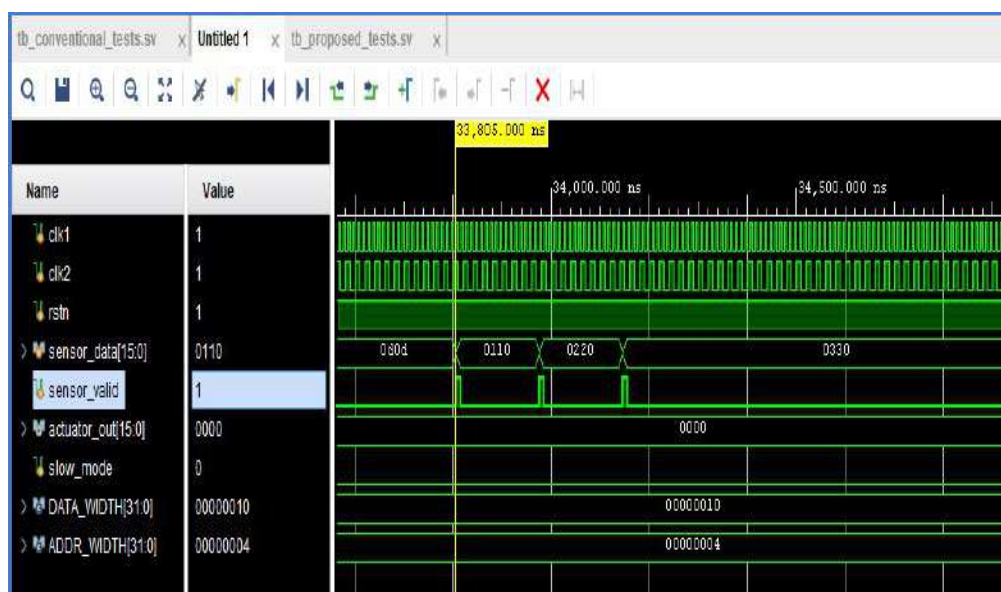 tb_conventional_tests.sv x Untitled 1 x tb_proposed_tests.sv x
33,805.000 ns
Name Value
34,000.000 ns 34,500.000 ns
clk1 1
clk2 1
rstn 1
sensor_data[15:0] 0110 060d 0110 0220 0330
sensor_valid 1
actuator_out[15:0] 0000 0000
slow_mode 0
DATA_WIDTH[31:0] 00000010 00000010
ADDR_WIDTH[31:0] 00000004 00000004